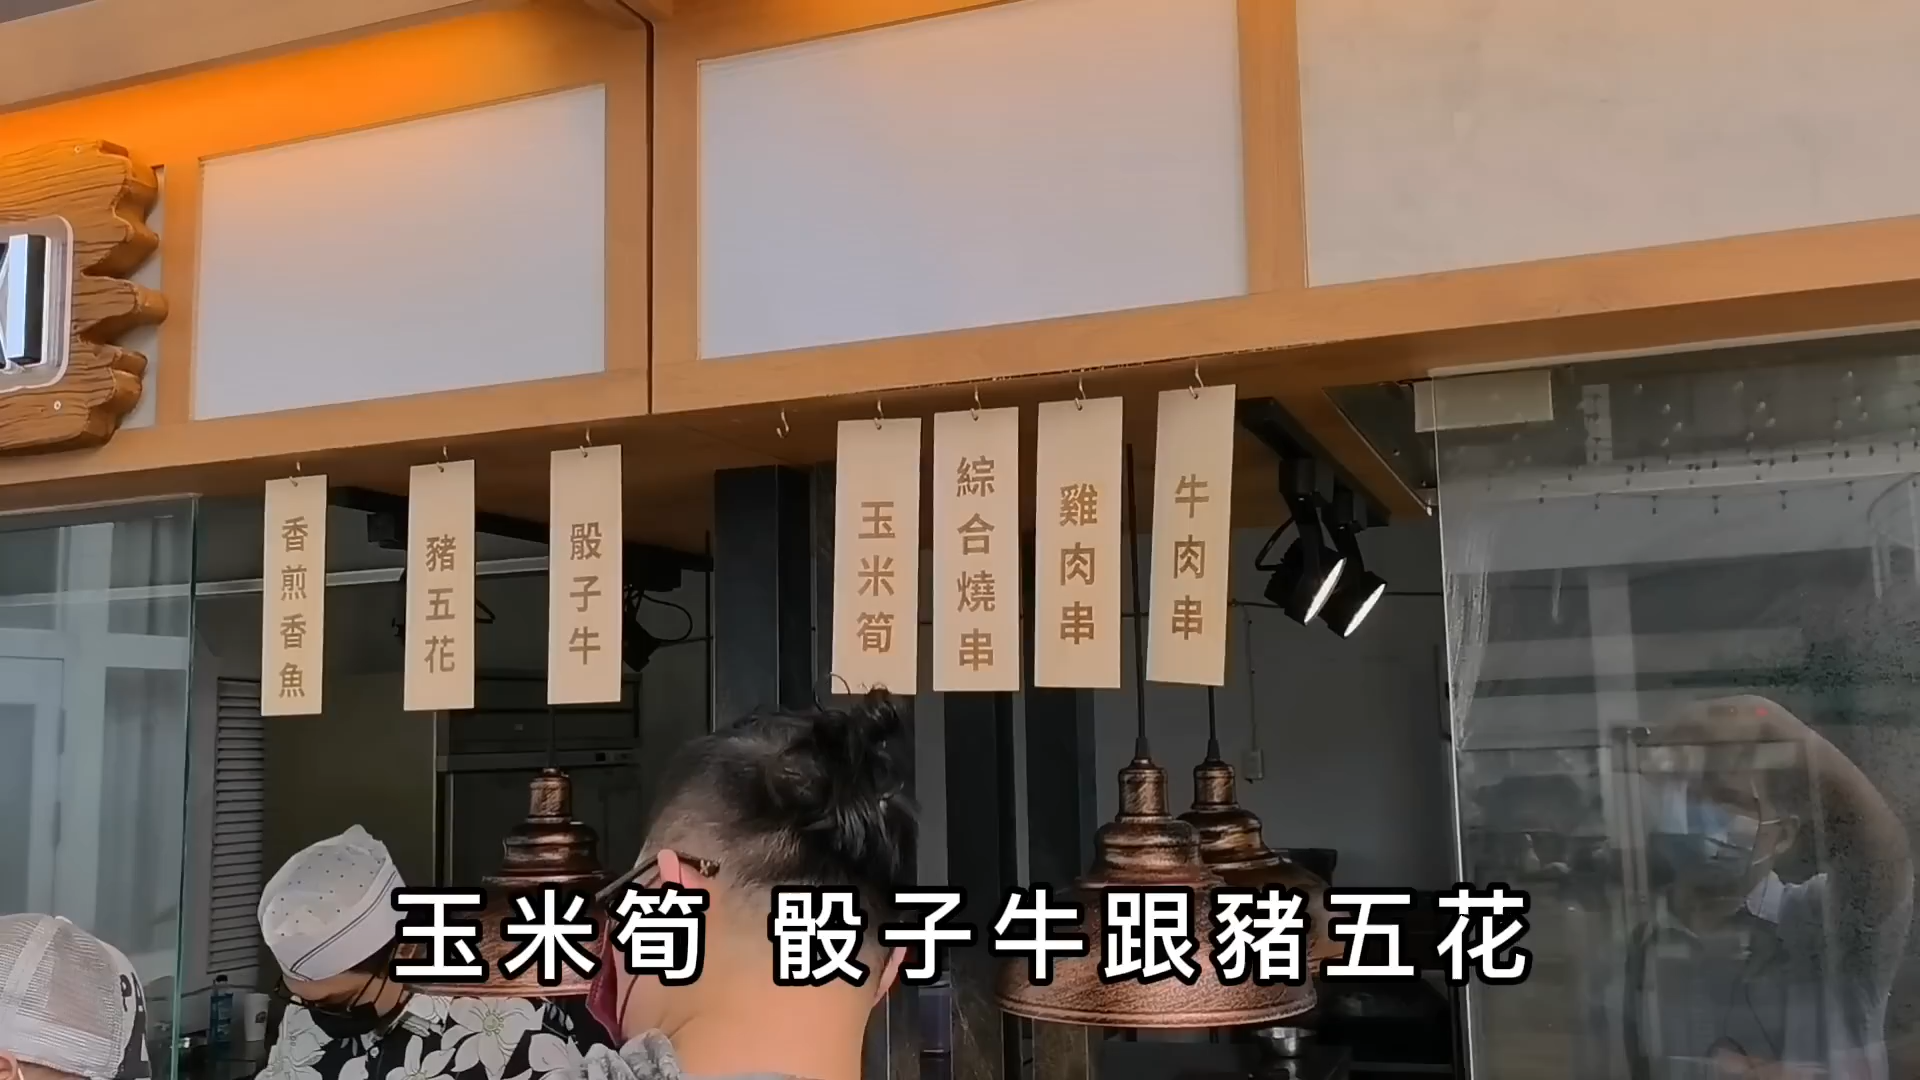 香煎香魚
豬五花
骰子牛
玉米筍
綜合燒串
雞肉串
牛肉串
玉米筍 骰子牛跟豬五花